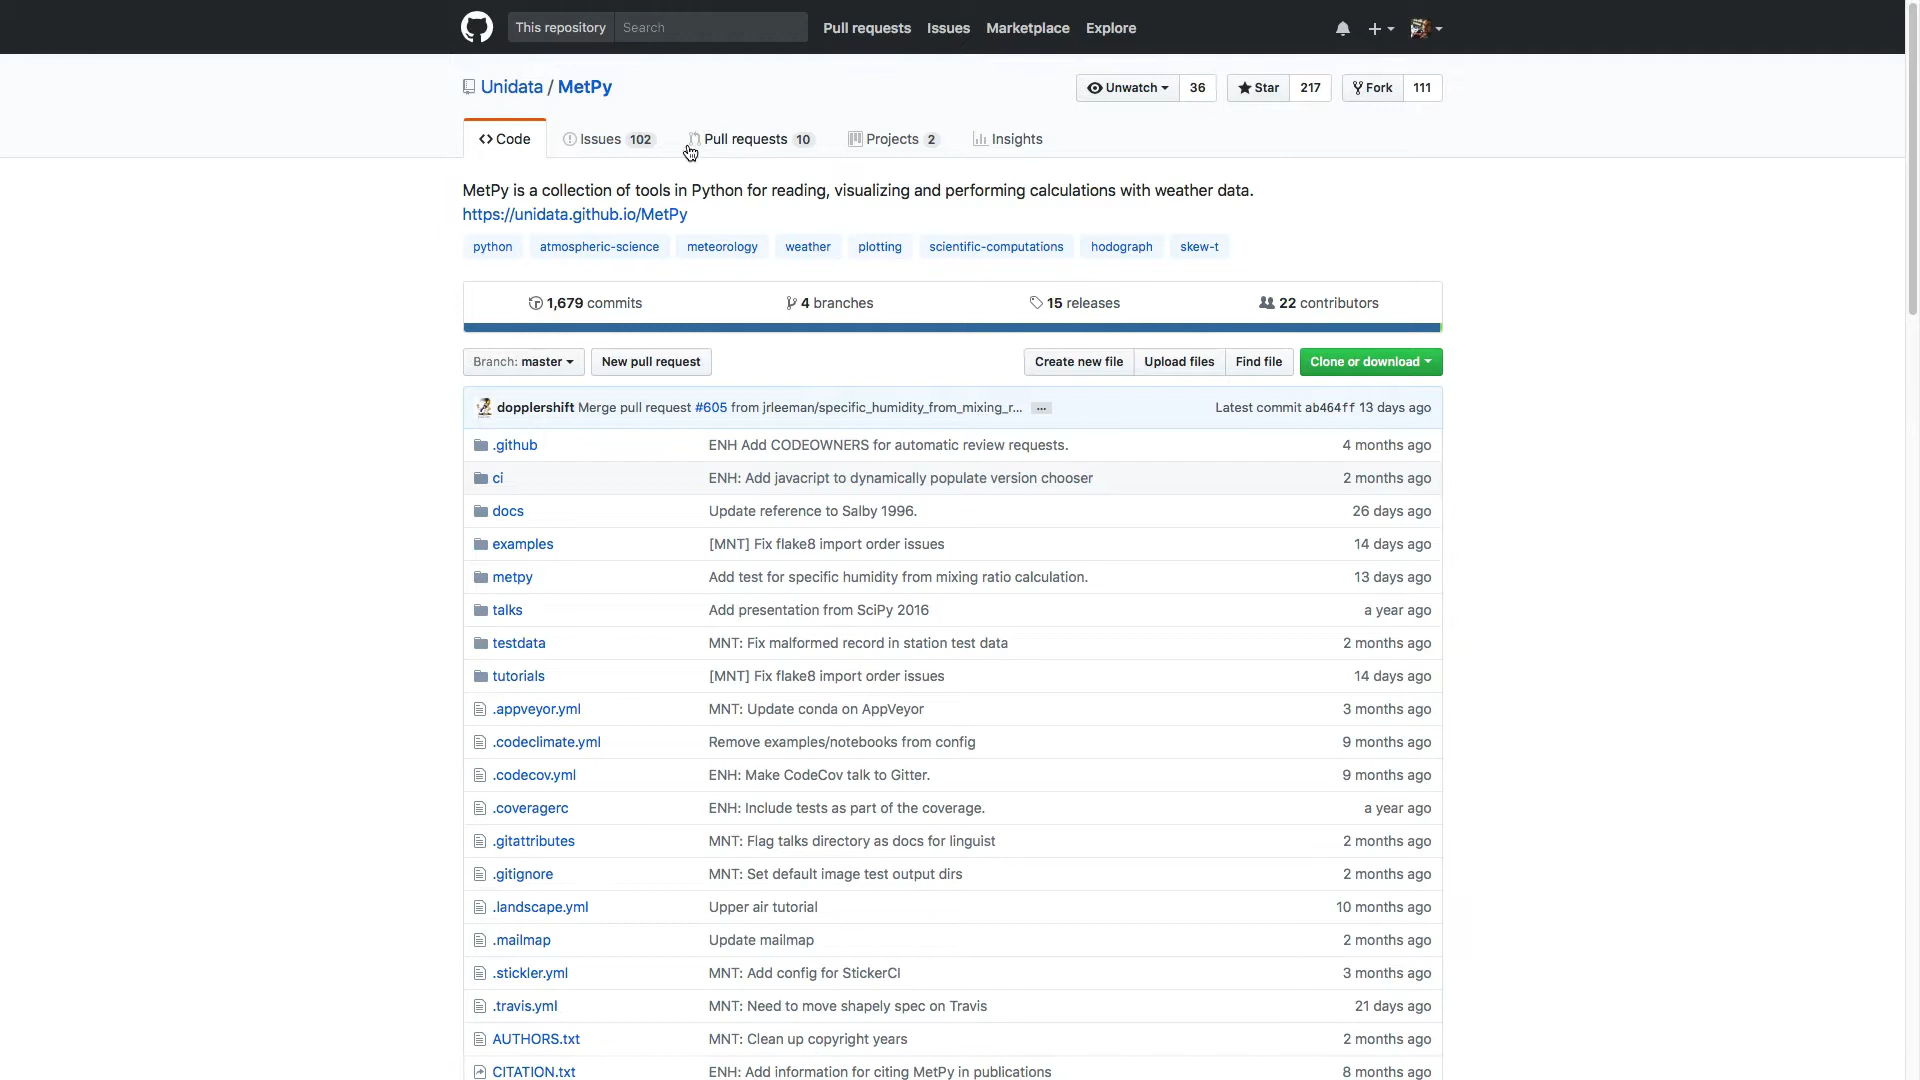 This repository Search Pull requests Issues Marketplace Explore
Unidata / MetPy Unwatch 36 Star 217 Fork 111
Code Issues 102 Pull requests 10 Projects 2 Insights
MetPy is a collection of tools in Python for reading, visualizing and performing calculations with weather data.
https://unidata.github.io/MetPy
python atmospheric-science meteorology weather plotting scientific-computations hodograph skew-t
1,679 commits 4 branches 15 releases 22 contributors
Branch: master New pull request Create new file Upload files Find file Clone or download
dopplershift Merge pull request #605 from jrleeman/specific_humidity_from_mixing_r... ... Latest commit ab464ff 13 days ago
.github ENH Add CODEOWNERS for automatic review requests. 4 months ago
ci ENH: Add javacript to dynamically populate version chooser 2 months ago
docs Update reference to Salby 1996. 26 days ago
examples [MNT] Fix flake8 import order issues 14 days ago
metpy Add test for specific humidity from mixing ratio calculation. 13 days ago
talks Add presentation from SciPy 2016 a year ago
testdata MNT: Fix malformed record in station test data 2 months ago
tutorials [MNT] Fix flake8 import order issues 14 days ago
.appveyor.yml MNT: Update conda on AppVeyor 3 months ago
.codeclimate.yml Remove examples/notebooks from config 9 months ago
.codecov.yml ENH: Make CodeCov talk to Gitter. 9 months ago
.coveragerc ENH: Include tests as part of the coverage. a year ago
.gitattributes MNT: Flag talks directory as docs for linguist 2 months ago
.gitignore MNT: Set default image test output dirs 2 months ago
.landscape.yml Upper air tutorial 10 months ago
.mailmap Update mailmap 2 months ago
.stickler.yml MNT: Add config for StickerCI 3 months ago
.travis.yml MNT: Need to move shapely spec on Travis 21 days ago
AUTHORS.txt MNT: Clean up copyright years 2 months ago
CITATION.txt ENH: Add information for citing MetPy in publications 8 months ago